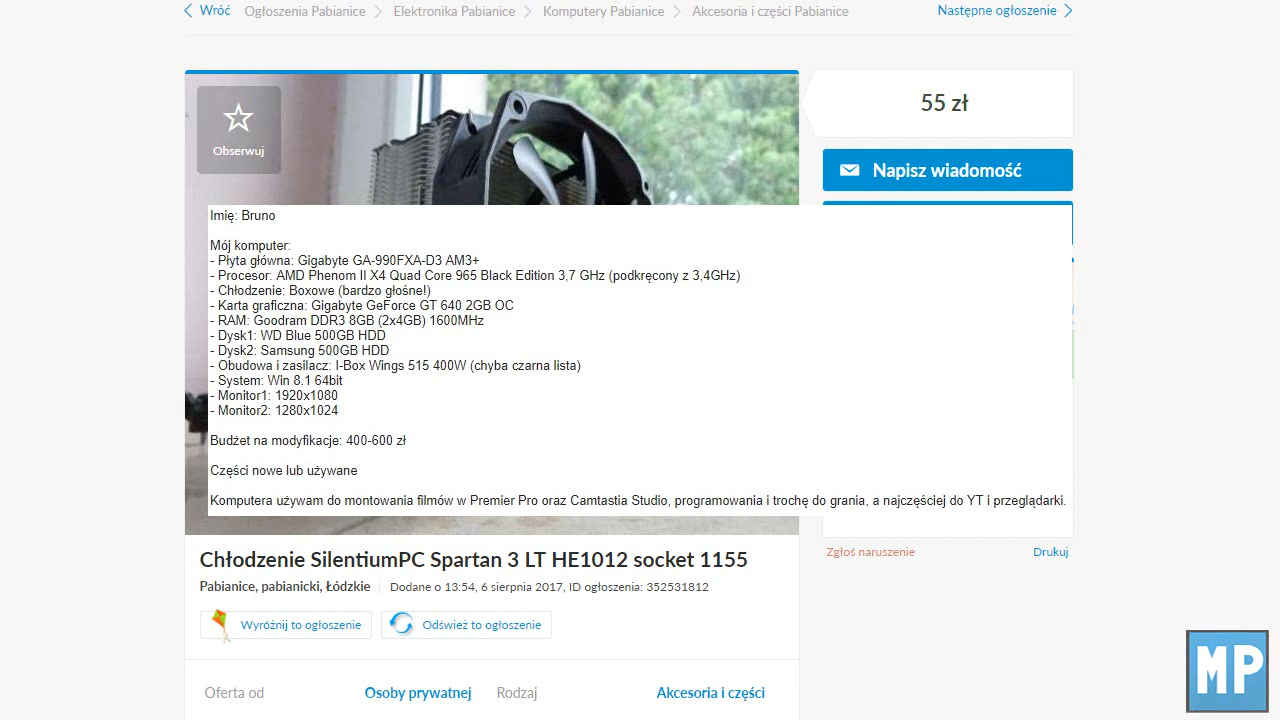 Wróć
Ogłoszenia Pabianice
Elektronika Pabianice
Komputery Pabianice
Akcesoria i części Pabianice
Następne ogłoszenie
Obserwuj
55 zł
Napisz wiadomość
Imię: Bruno
Mój komputer:
- Płyta główna: Gigabyte GA-990FXA-D3 AM3+
- Procesor: AMD Phenom II X4 Quad Core 965 Black Edition 3,7 GHz (podkręcony z 3,4GHz)
- Chłodzenie: Boxowe (bardzo głośne!)
- Karta graficzna: Gigabyte GeForce GT 640 2GB OC
- RAM: Goodram DDR3 8GB (2x4GB) 1600MHz
- Dysk1: WD Blue 500GB HDD
- Dysk2: Samsung 500GB HDD
- Obudowa i zasilacz: I-Box Wings 515 400W (chyba czarna lista)
- System: Win 8.1 64bit
- Monitor1: 1920x1080
- Monitor2: 1280x1024
Budżet na modyfikacje: 400-600 zł
Części nowe lub używane
Komputera używam do montowania filmów w Premier Pro oraz Camtastia Studio, programowania i trochę do grania, a najczęściej do YT i przeglądarki.
Zgłoś naruszenie
Drukuj
Chłodzenie SilentiumPC Spartan 3 LT HE1012 socket 1155
Pabianice, pabianicki, Łódzkie
Dodane o 13:54, 6 sierpnia 2017, ID ogłoszenia: 352531812
Wyróżnij to ogłoszenie
Odśwież to ogłoszenie
Oferta od
Osoby prywatnej
Rodzaj
Akcesoria i części
MP